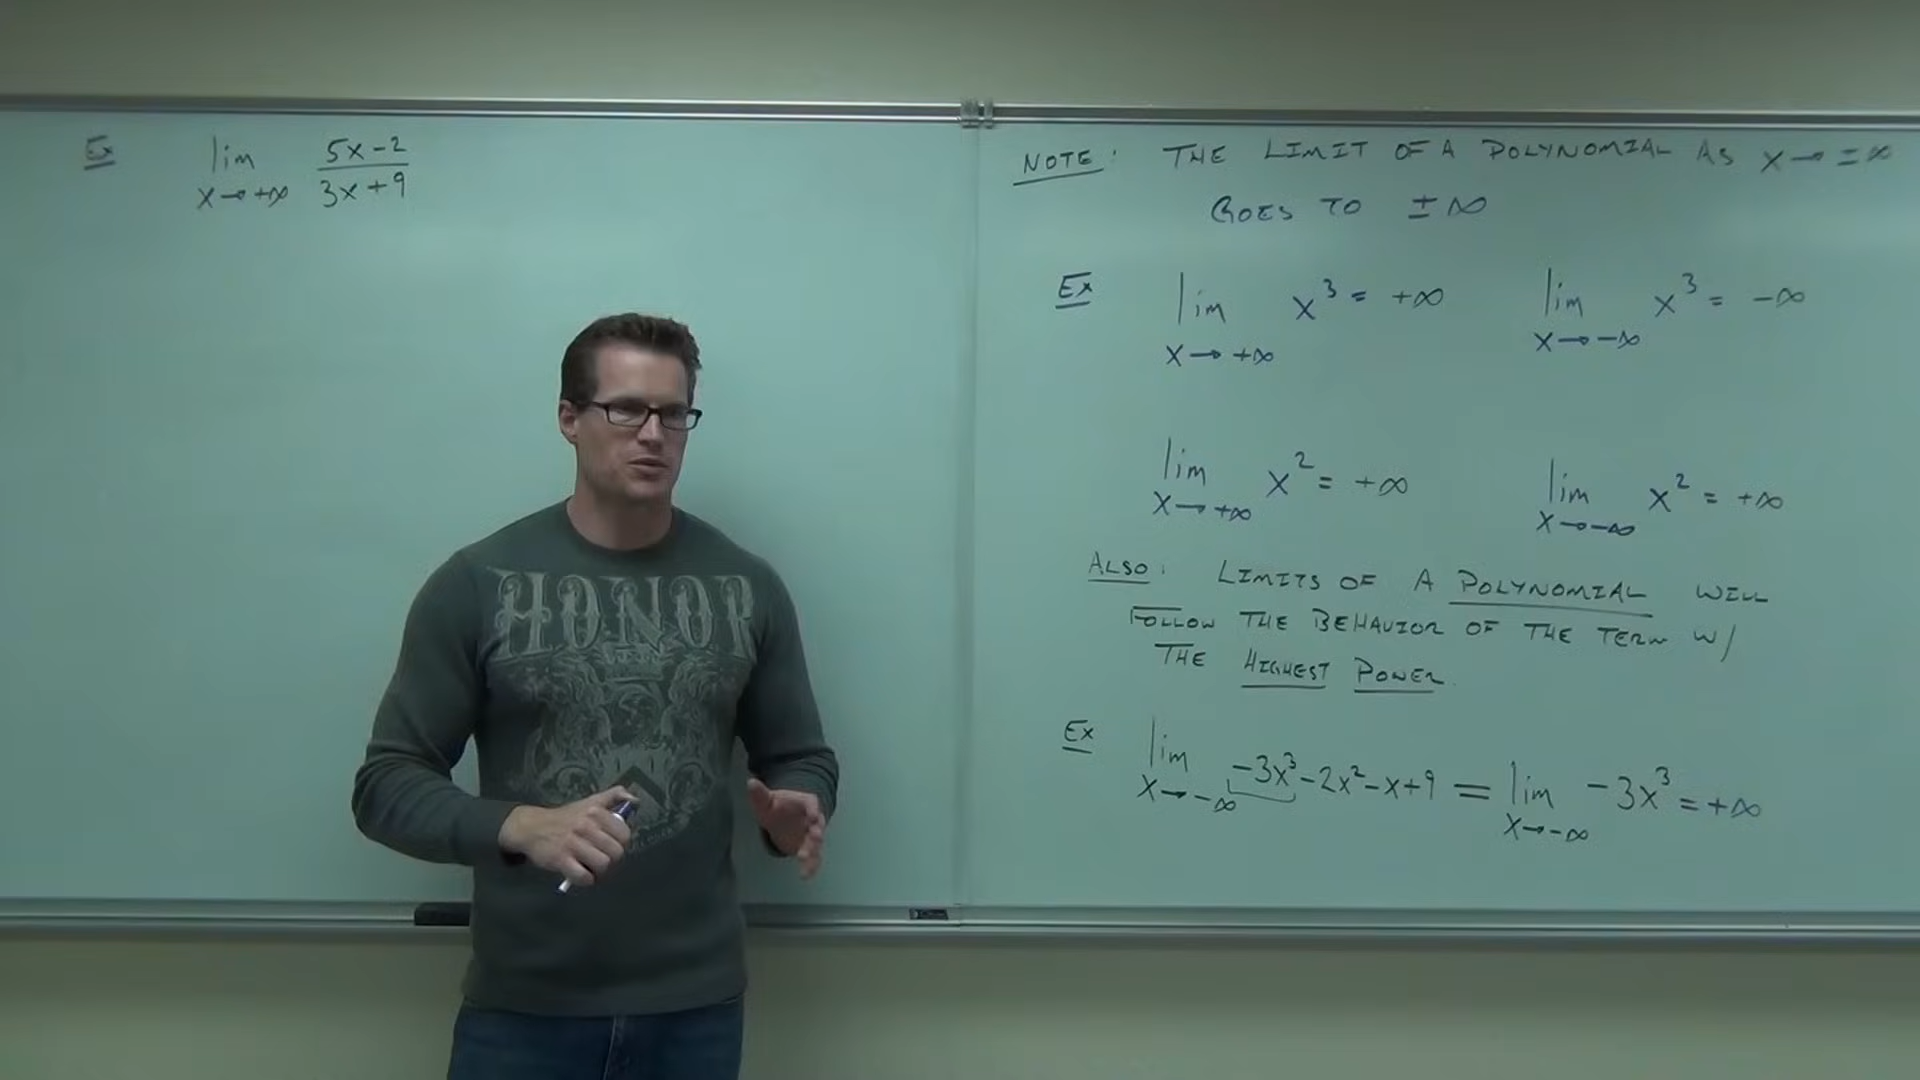 Ex lim x→+∞ 5x-2 / 3x+9
NOTE: THE LIMIT OF A POLYNOMIAL AS x→±∞
GOES TO ±∞
Ex lim x→+∞ x³ = +∞ lim x→-∞ x³ = -∞
lim x→+∞ x² = +∞ lim x→-∞ x² = +∞
ALSO: LIMITS OF A POLYNOMIAL WILL
FOLLOW THE BEHAVIOR OF THE TERM W/
THE HIGHEST POWER.
Ex lim x→-∞ -3x³-2x²-x+9 = lim x→-∞ -3x³ = +∞
HONOR